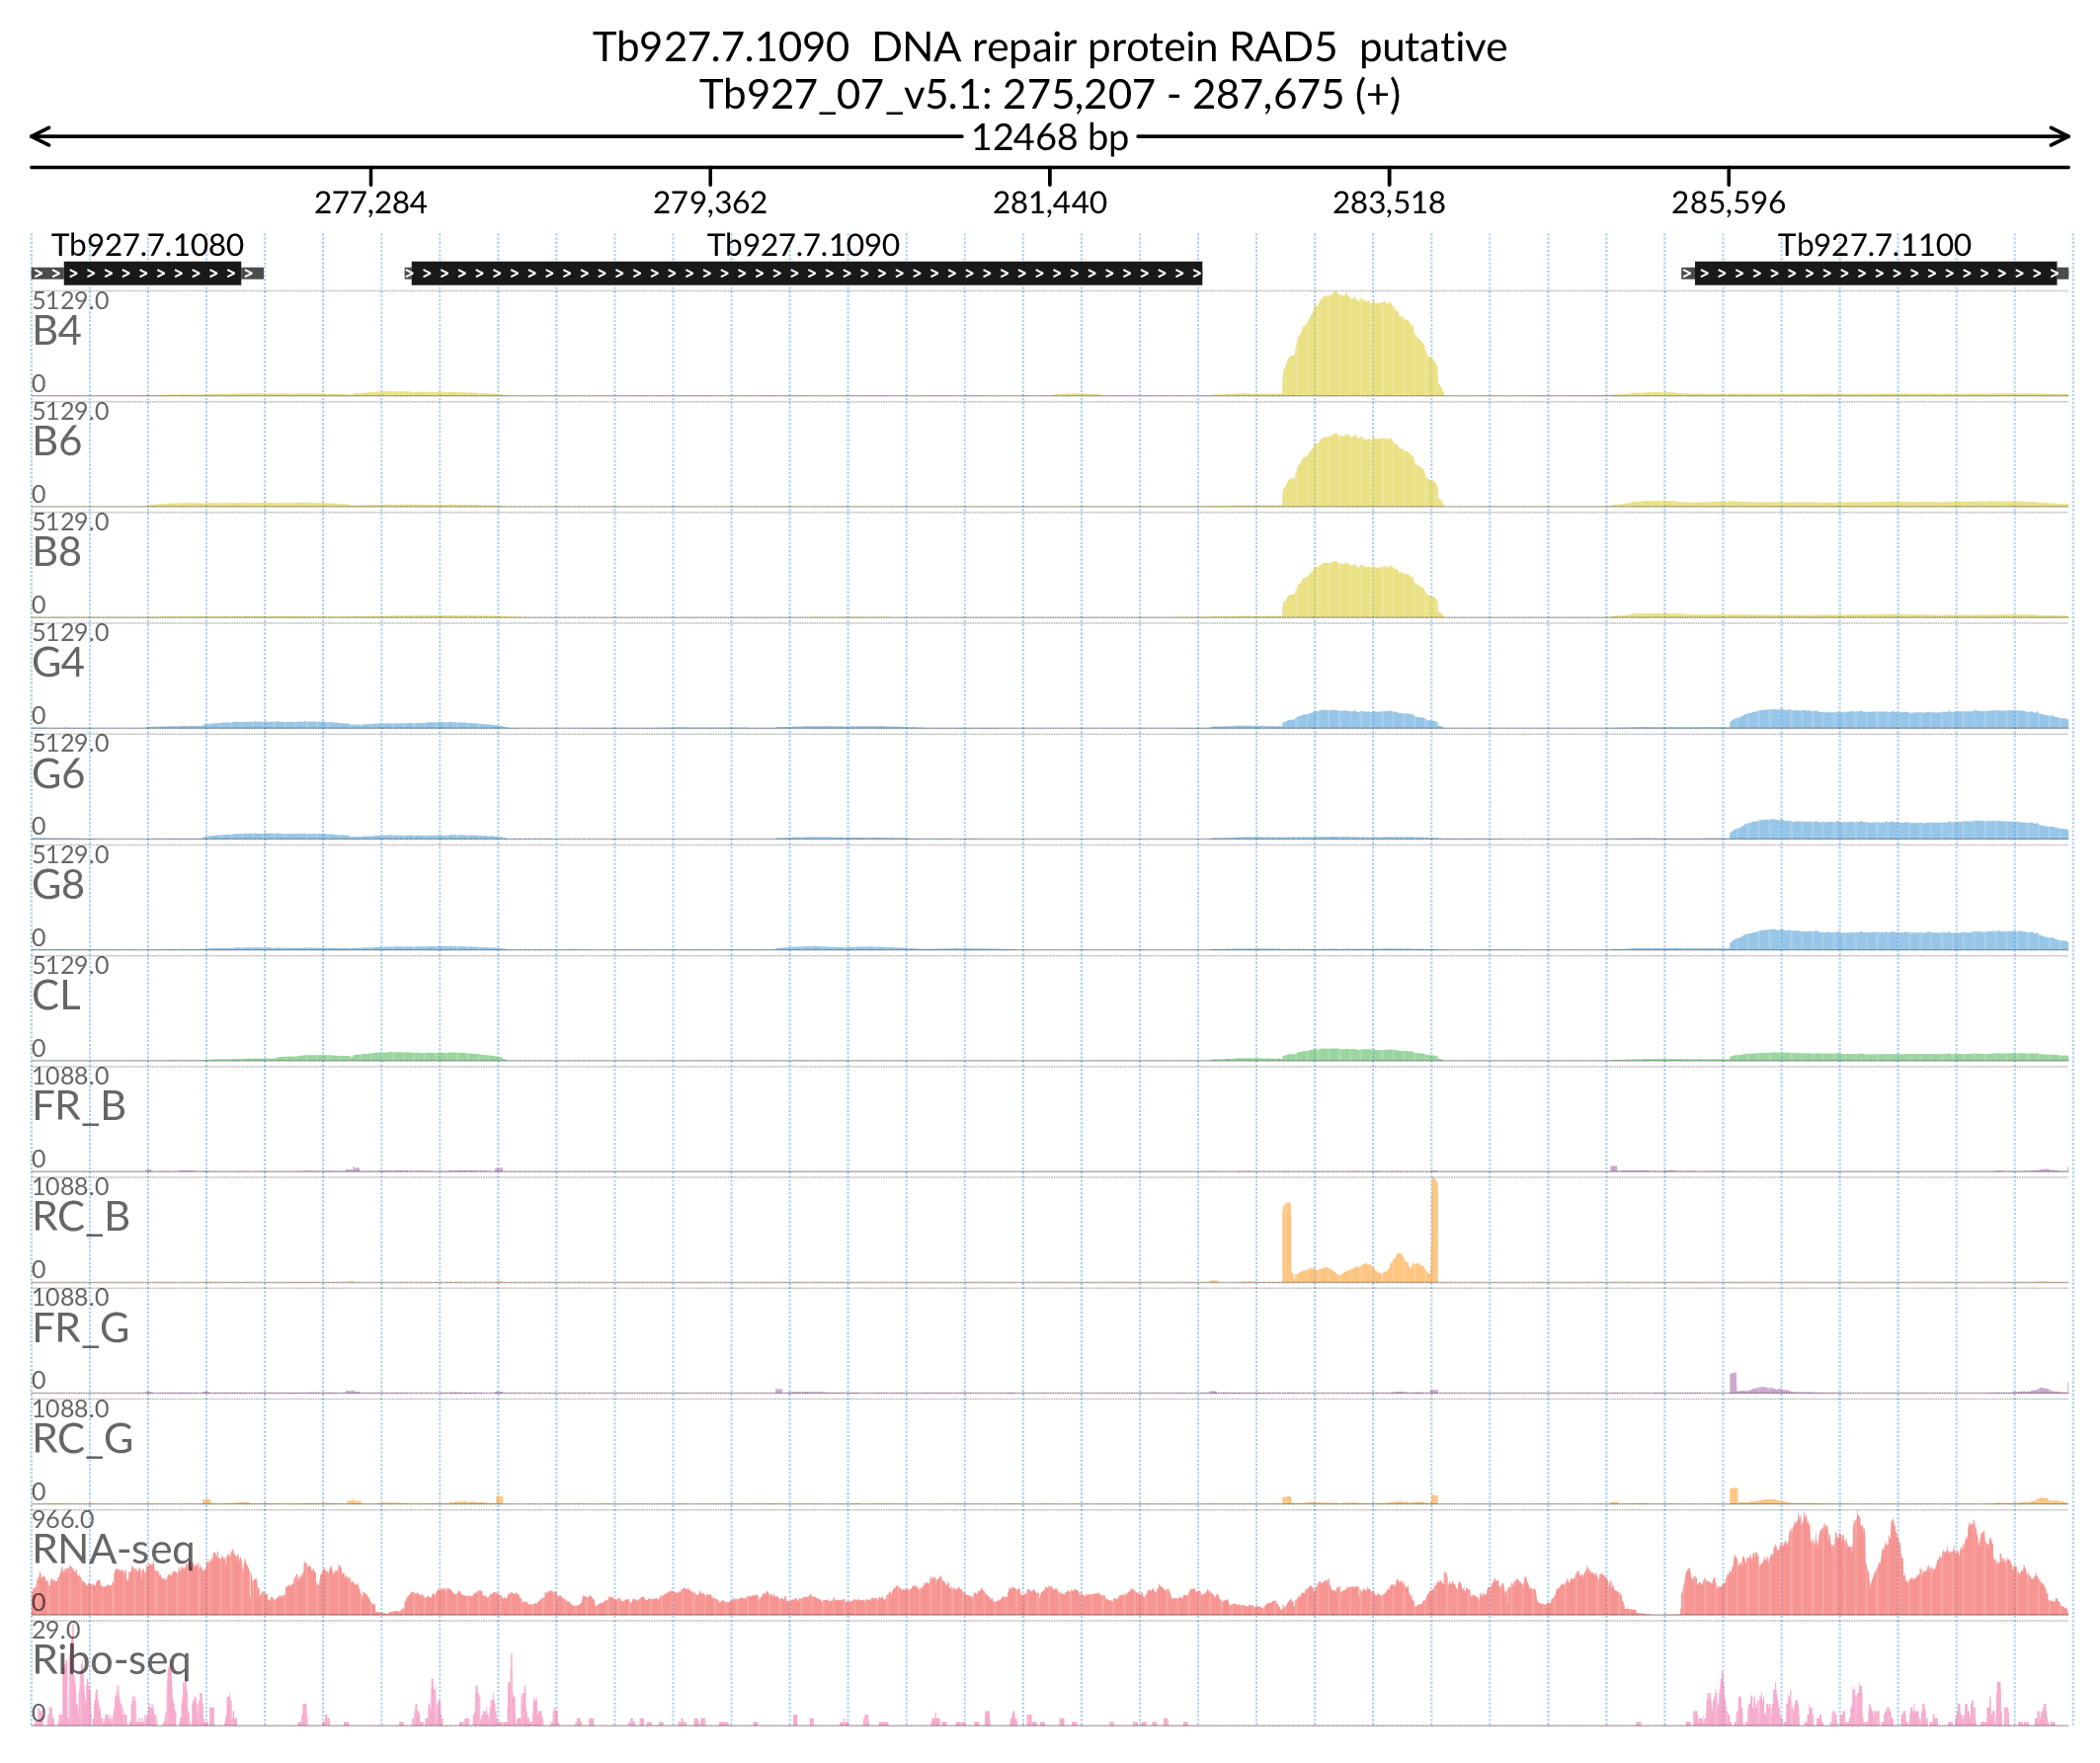 Tb927.7.1090 DNA repair protein RAD5 putative
Tb927_07_v5.1: 275,207 - 287,675 (+)
12468 bp
277,284 279,362 281,440 283,518 285,596
Tb927.7.1080 Tb927.7.1090 Tb927.7.1100
5129.0
B4
0
5129.0
B6
0
5129.0
B8
0
5129.0
G4
0
5129.0
G6
0
5129.0
G8
0
5129.0
CL
0
1088.0
FR_B
0
1088.0
RC_B
0
1088.0
FR_G
0
1088.0
RC_G
0
966.0
RNA-seq
0
29.0
Ribo-seq
0